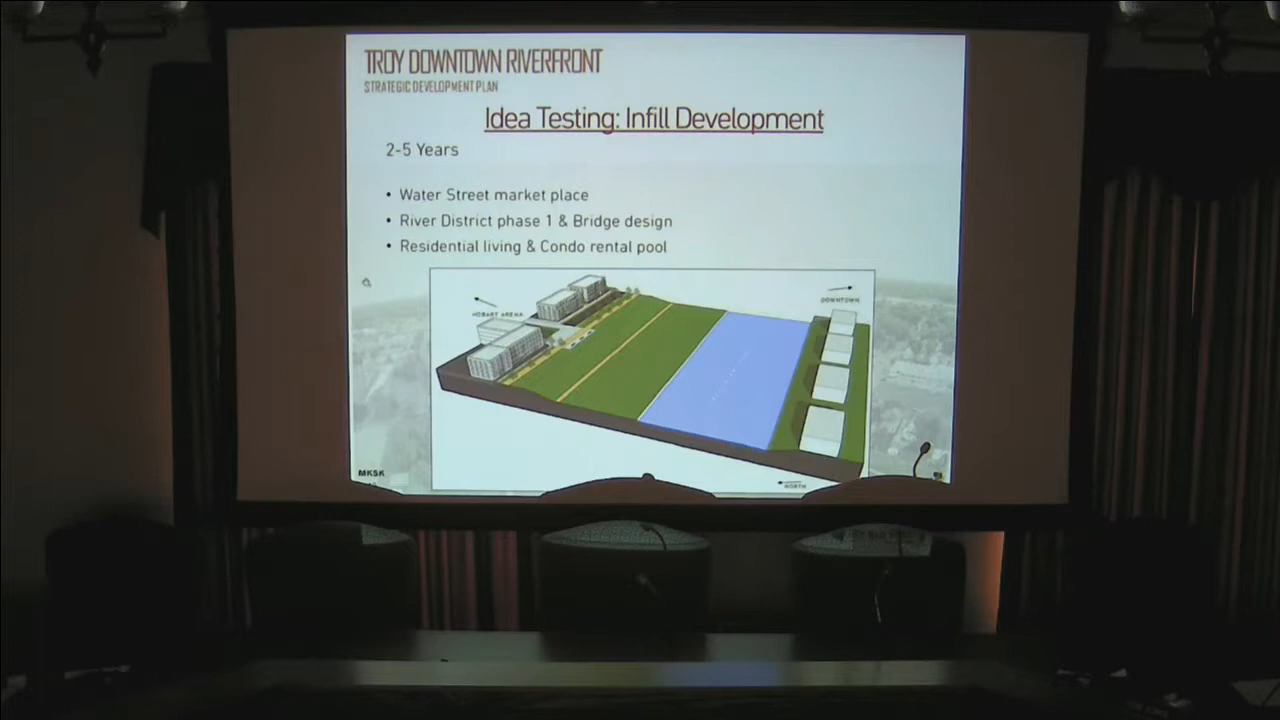 TROY DOWNTOWN RIVERFRONT
STRATEGIC DEVELOPMENT PLAN
Idea Testing: Infill Development
2-5 Years
• Water Street market place
• River District phase 1 & Bridge design
• Residential living & Condo rental pool
HOBART ARENA
DOWNTOWN
MKSK
NORTH